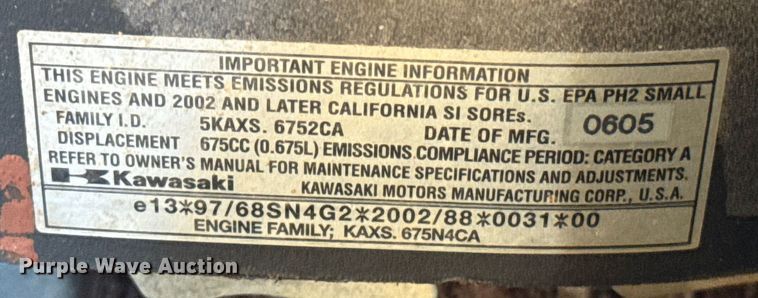 IMPORTANT ENGINE INFORMATION
THIS ENGINE MEETS EMISSIONS REGULATIONS FOR U.S. EPA PH2 SMALL
ENGINES AND 2002 AND LATER CALIFORNIA SI SORES.
FAMILY I.D. 5KAXS. 6752CA DATE OF MFG. 0605
DISPLACEMENT 675CC (0.675L) EMISSIONS COMPLIANCE PERIOD: CATEGORY A
REFER TO OWNER'S MANUAL FOR MAINTENANCE SPECIFICATIONS AND ADJUSTMENTS.
Kawasaki KAWASAKI MOTORS MANUFACTURING CORP., U.S.A.
e13*97/68SN4G2*2002/88*0031*00
ENGINE FAMILY; KAXS. 675N4CA
Purple Wave Auction